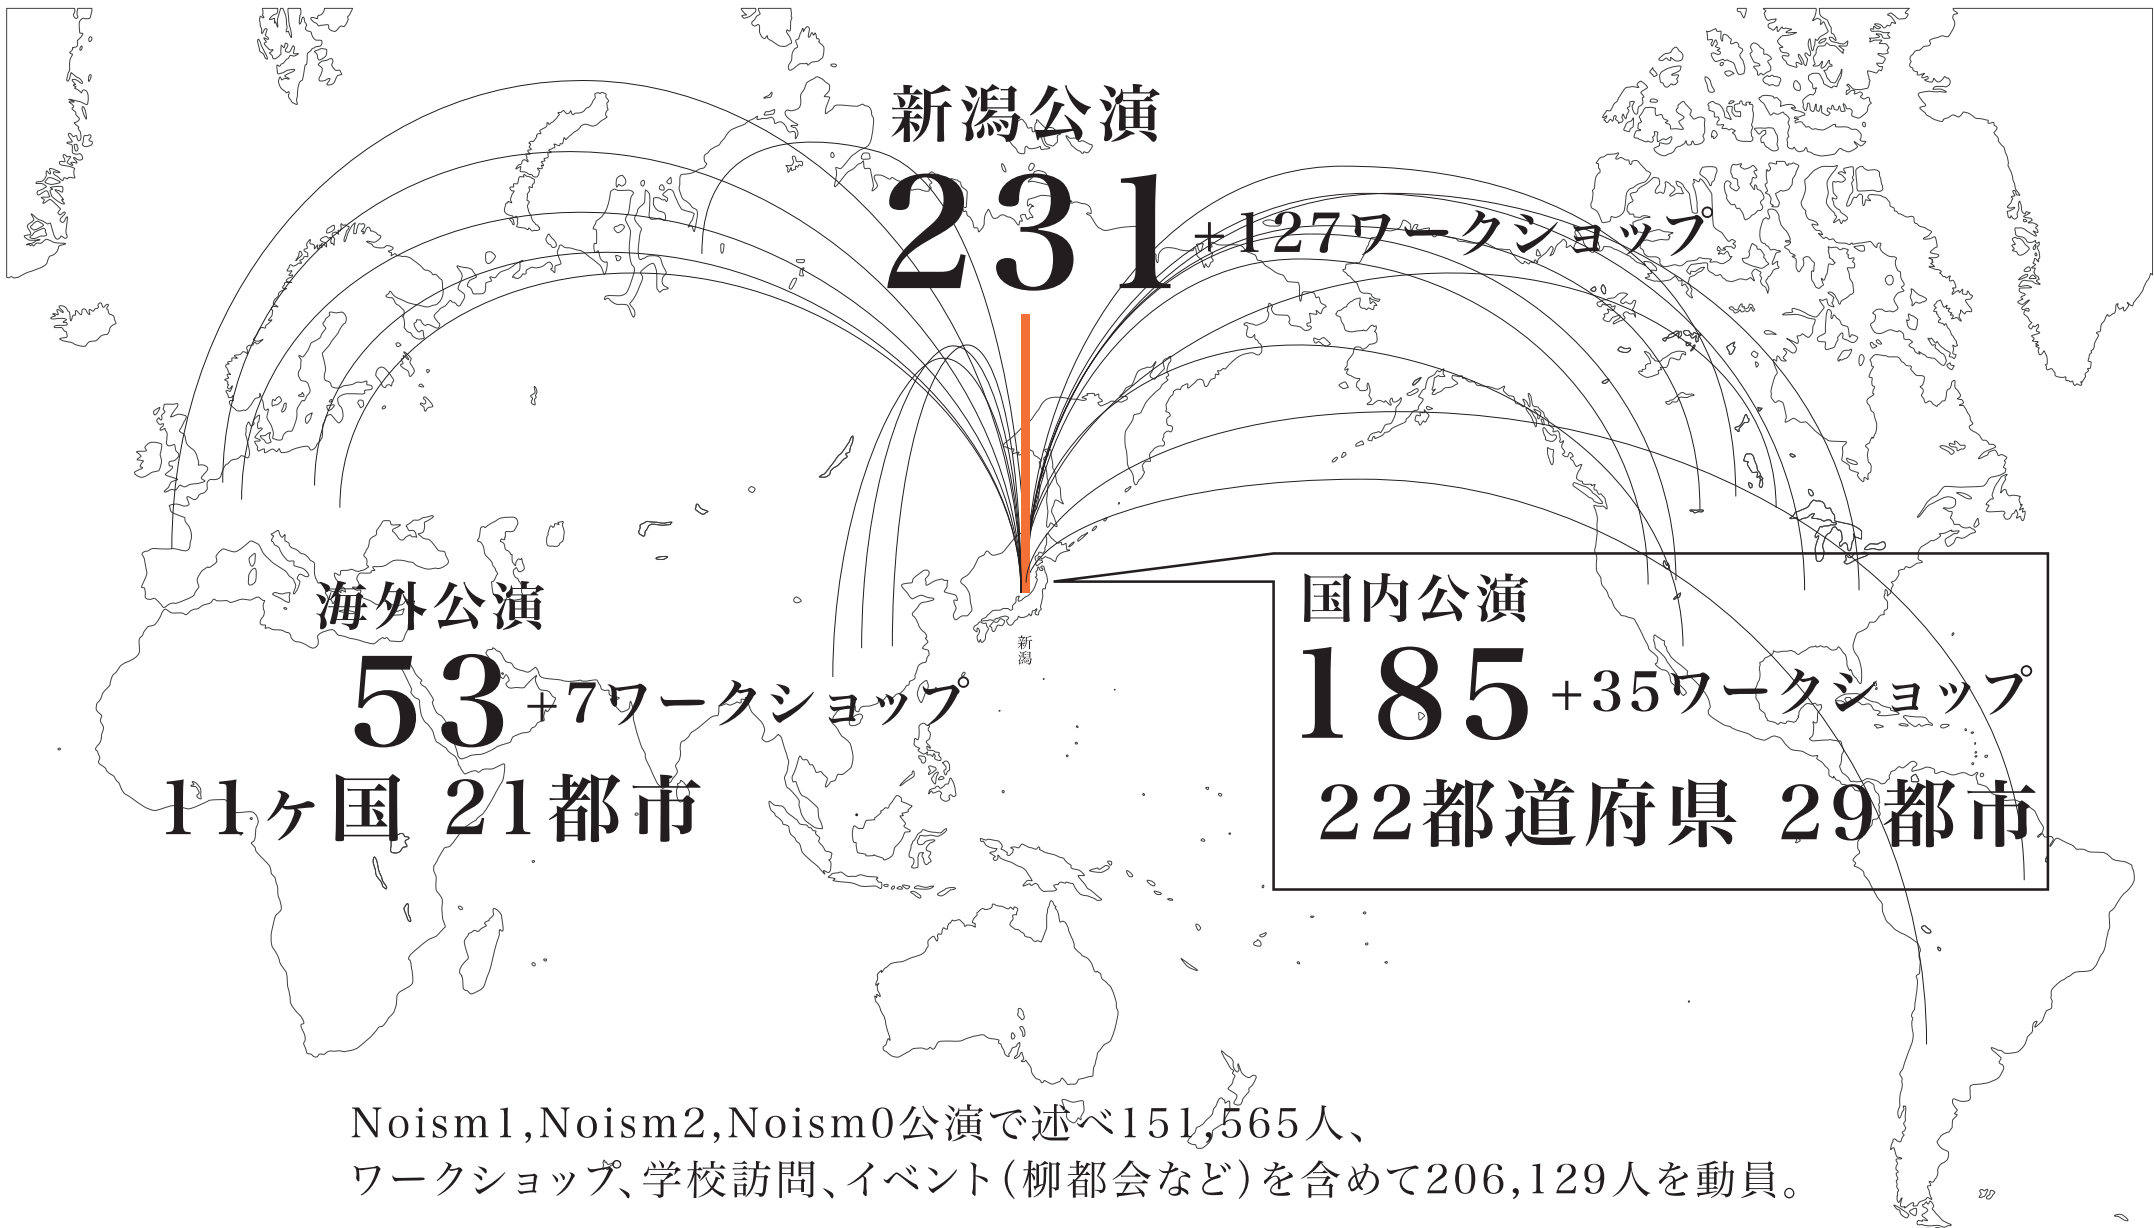 新潟公演
231+127ワークショップ
海外公演
53+7ワークショップ
11ヶ国 21都市
新潟
国内公演
185+35ワークショップ
22都道府県 29都市
Noism1,Noism2,Noism0公演で述べ151,565人、
ワークショップ、学校訪問、イベント(柳都会など)を含めて206,129人を動員。